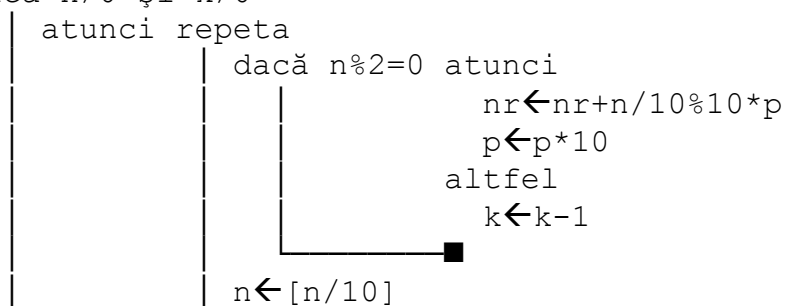 atunci repeta
dacă n%2=0 atunci
nr←nr+n/10%10*p
p←p*10
altfel
k←k-1
n←[n/10]